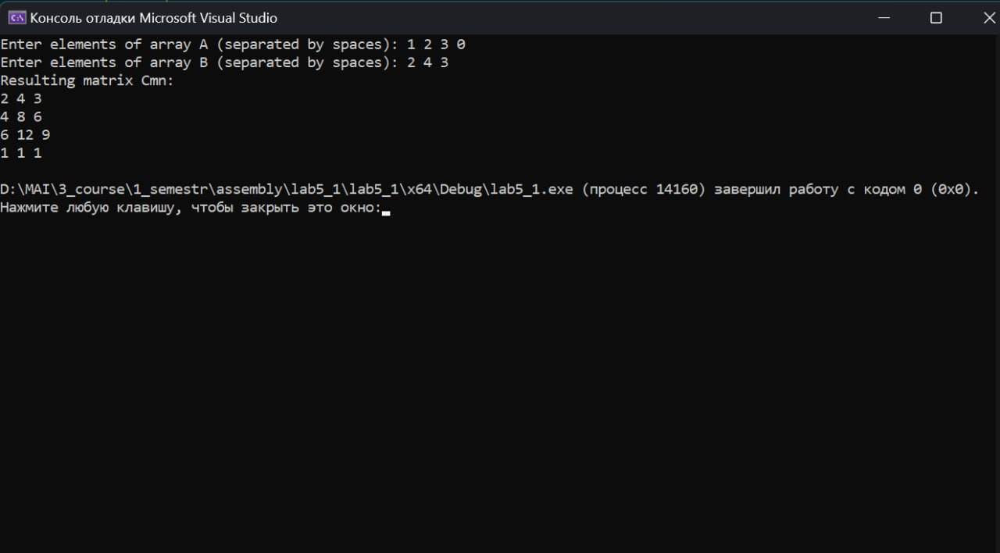 Консоль отладки Microsoft Visual Studio
Enter elements of array A (separated by spaces): 1 2 3 0
Enter elements of array B (separated by spaces): 2 4 3
Resulting matrix Cmn:
2 4 3
4 8 6
6 12 9
1 1 1
D:\MAI\3_course\1_semestr\assembly\lab5_1\lab5_1\x64\Debug\lab5_1.exe (процесс 14160) завершил работу с кодом 0 (0x0).
Нажмите любую клавишу, чтобы закрыть это окно: